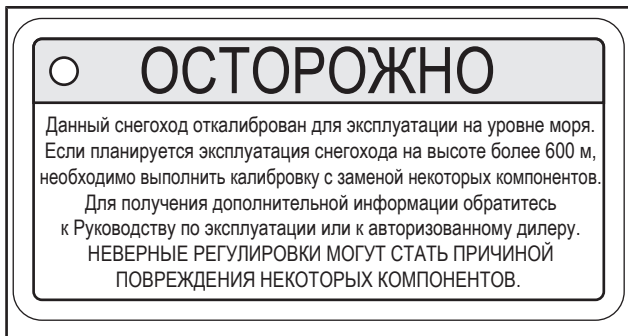 ОСТОРОЖНО
Данный снегоход откалиброван для эксплуатации на уровне моря.
Если планируется эксплуатация снегохода на высоте более 600 м,
необходимо выполнить калибровку с заменой некоторых компонентов.
Для получения дополнительной информации обратитесь
к Руководству по эксплуатации или к авторизованному дилеру.
НЕВЕРНЫЕ РЕГУЛИРОВКИ МОГУТ СТАТЬ ПРИЧИНОЙ
ПОВРЕЖДЕНИЯ НЕКОТОРЫХ КОМПОНЕНТОВ.